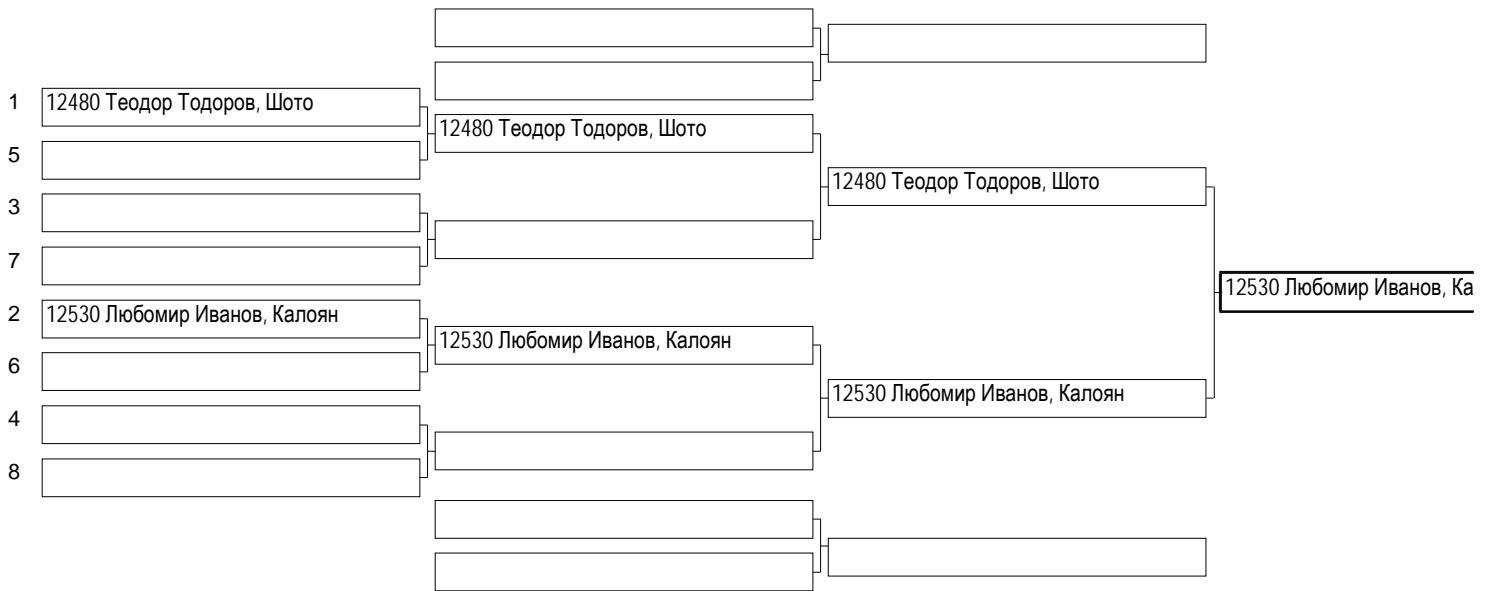 1 12480 Теодор Тодоров, Шото
12480 Теодор Тодоров, Шото
5
12480 Теодор Тодоров, Шото
3
7
12530 Любомир Иванов, Ка
2 12530 Любомир Иванов, Калоян
12530 Любомир Иванов, Калоян
6
12530 Любомир Иванов, Калоян
4
8